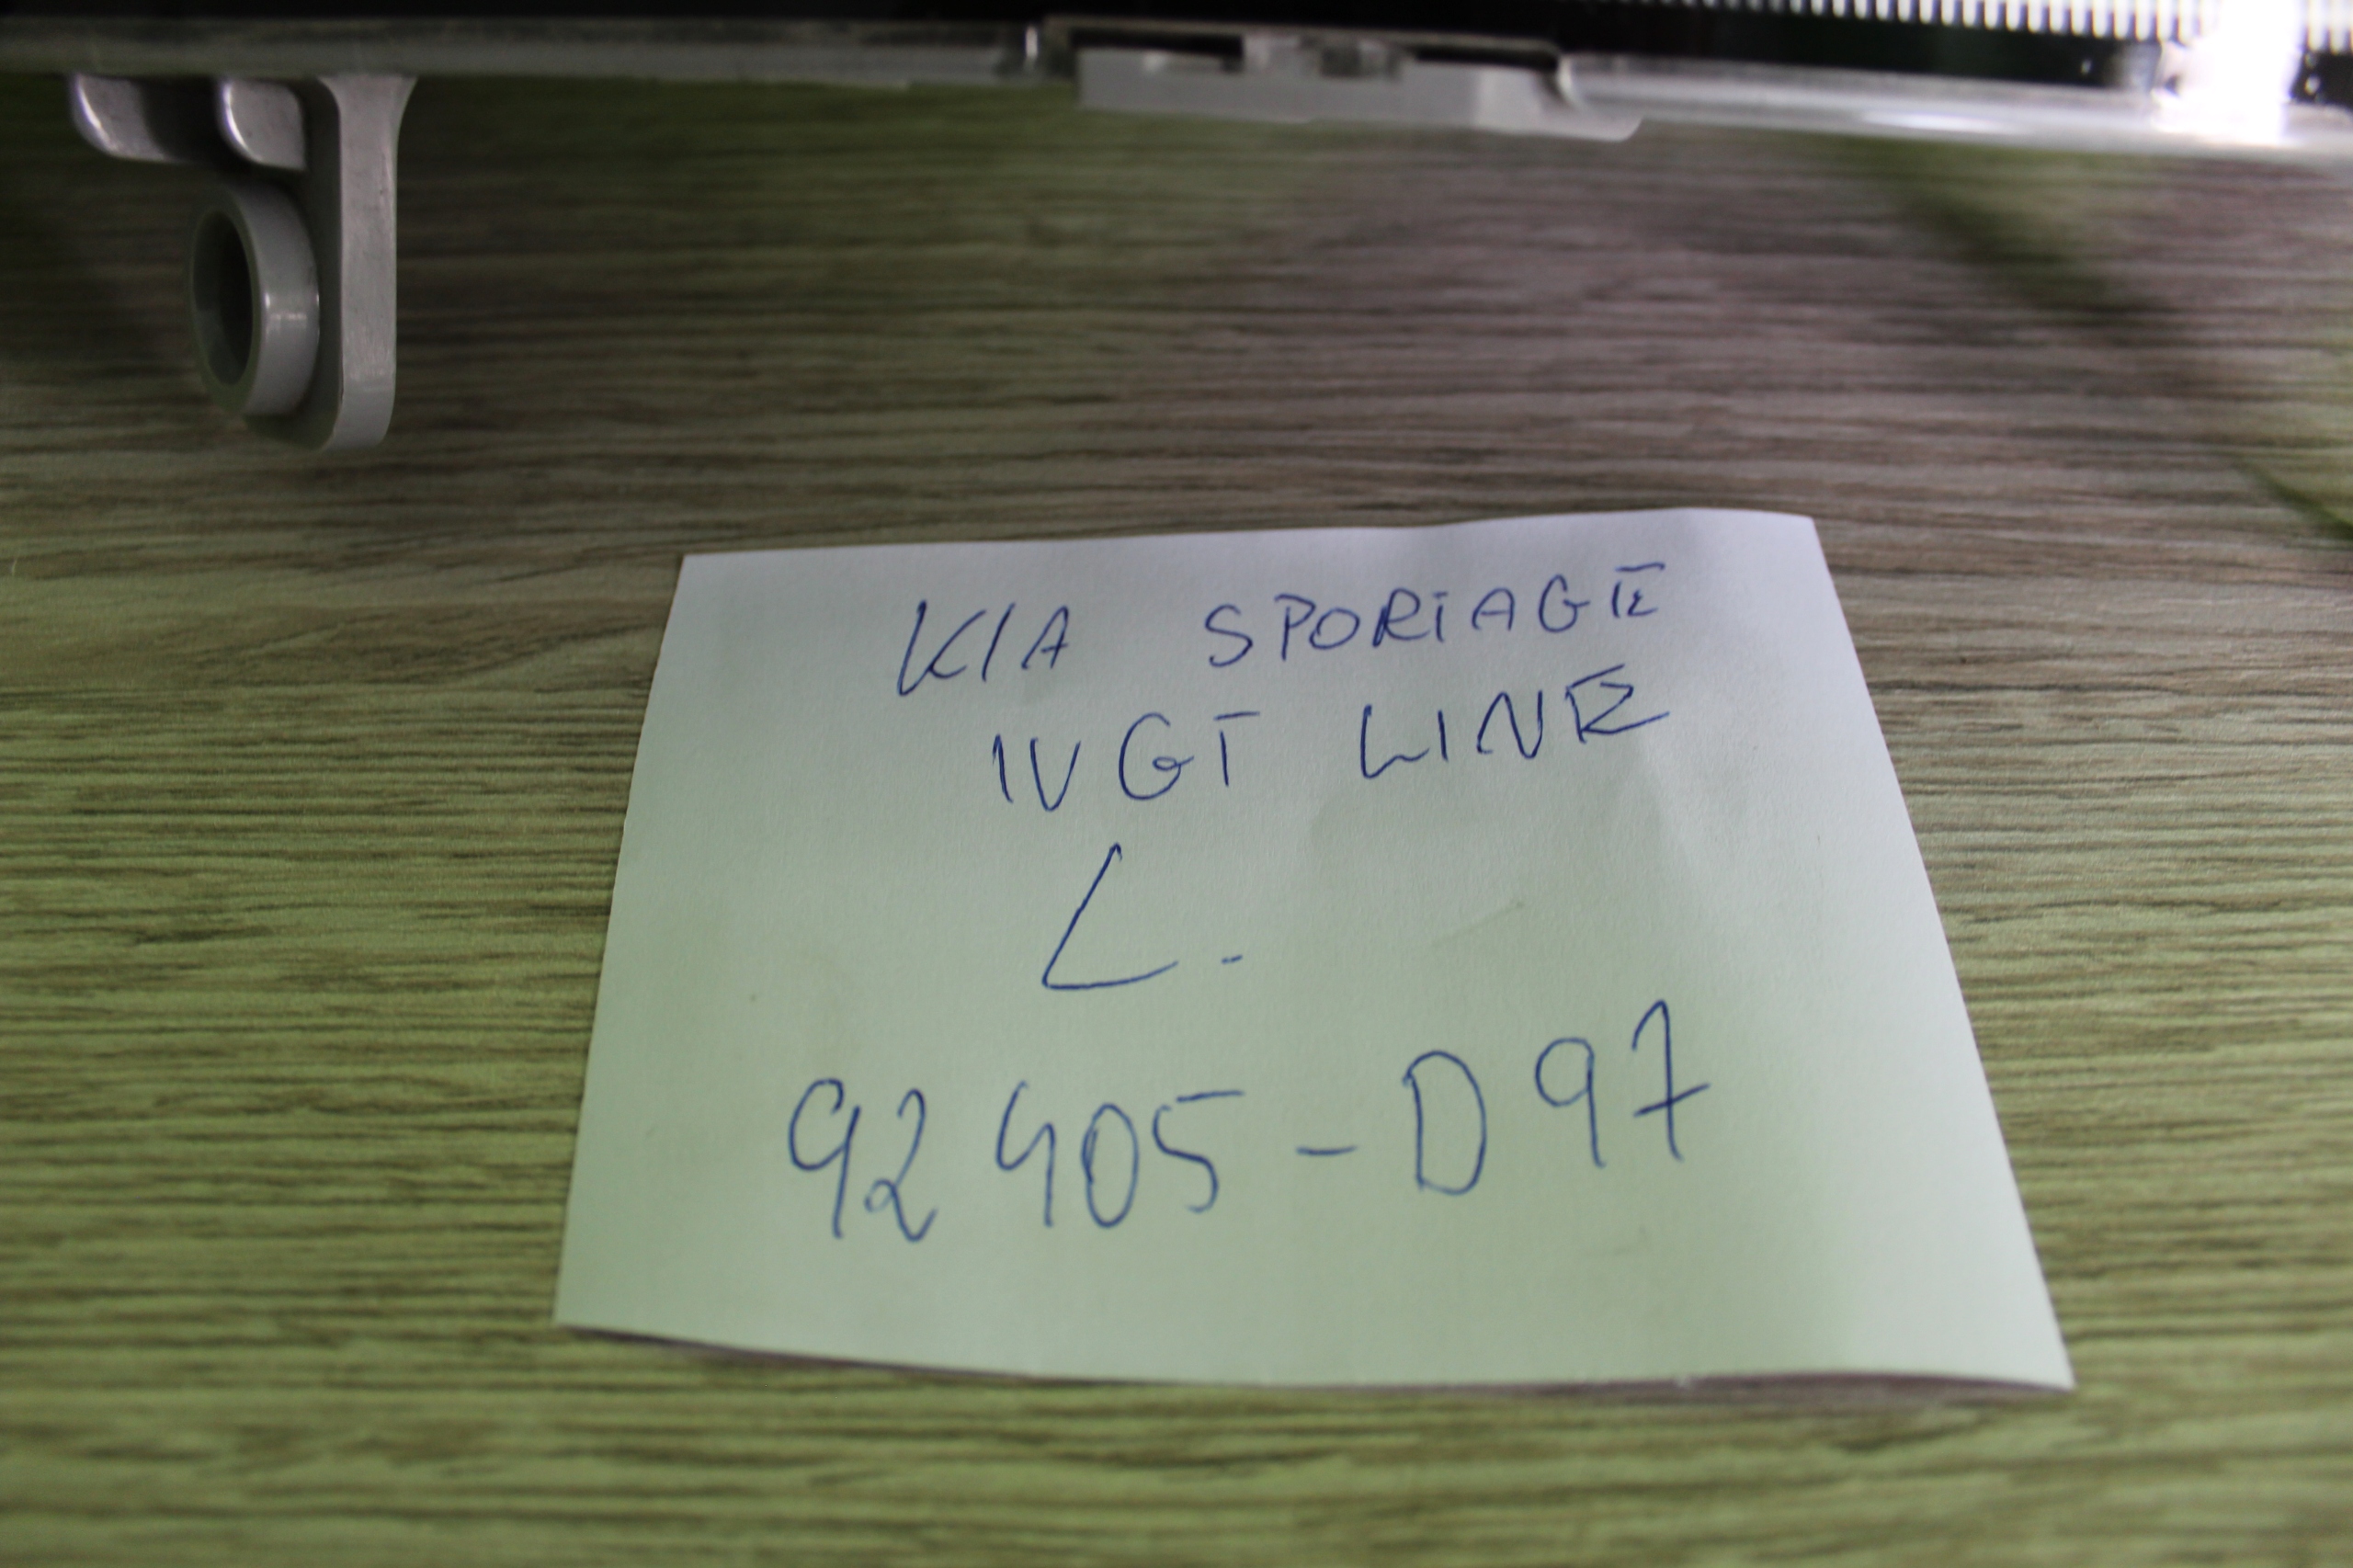 KIA SPORTAGE
IV GT LINE
L.
92405-D97